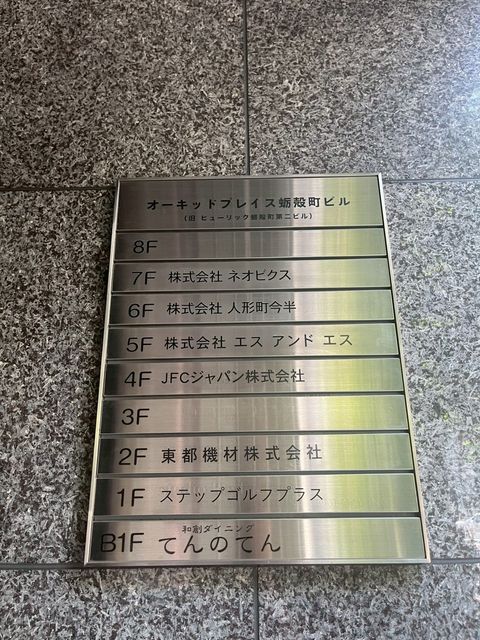 オーキッドプレイス蛎殻町ビル
(旧 ヒューリック蛎殻町第二ビル)
8F
7F 株式会社 ネオビクス
6F 株式会社 人形町今半
5F 株式会社 エス アンド エス
4F JFCジャパン株式会社
3F
2F 東都機材株式会社
1F ステップゴルフプラス
和創ダイニング
B1F てんのてん